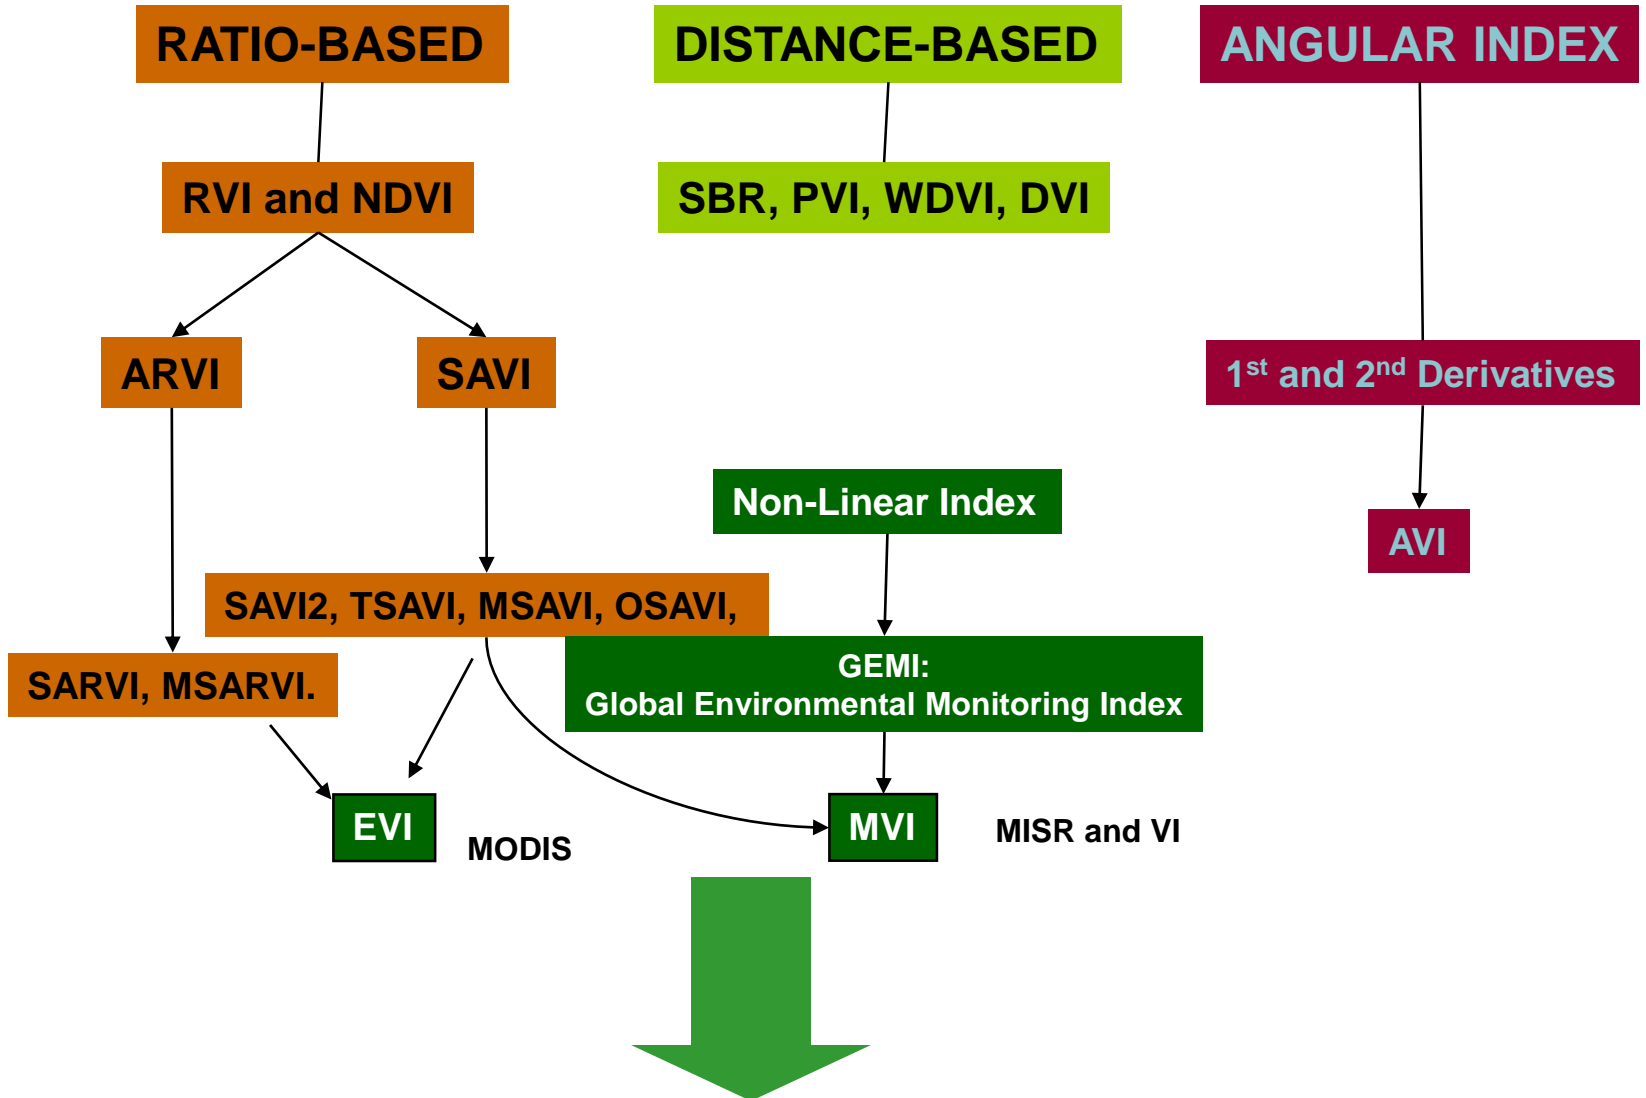 RATIO-BASED
DISTANCE-BASED
ANGULAR INDEX
RVI and NDVI
SBR, PVI, WDVI, DVI
ARVI
SAVI
1st and 2nd Derivatives
Non-Linear Index
AVI
SAVI2, TSAVI, MSAVI, OSAVI,
SARVI, MSARVI.
GEMI:
Global Environmental Monitoring Index
EVI
MODIS
MVI
MISR and VI